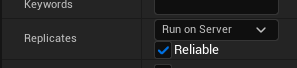 Keywords
Replicates
Run on Server
Reliable